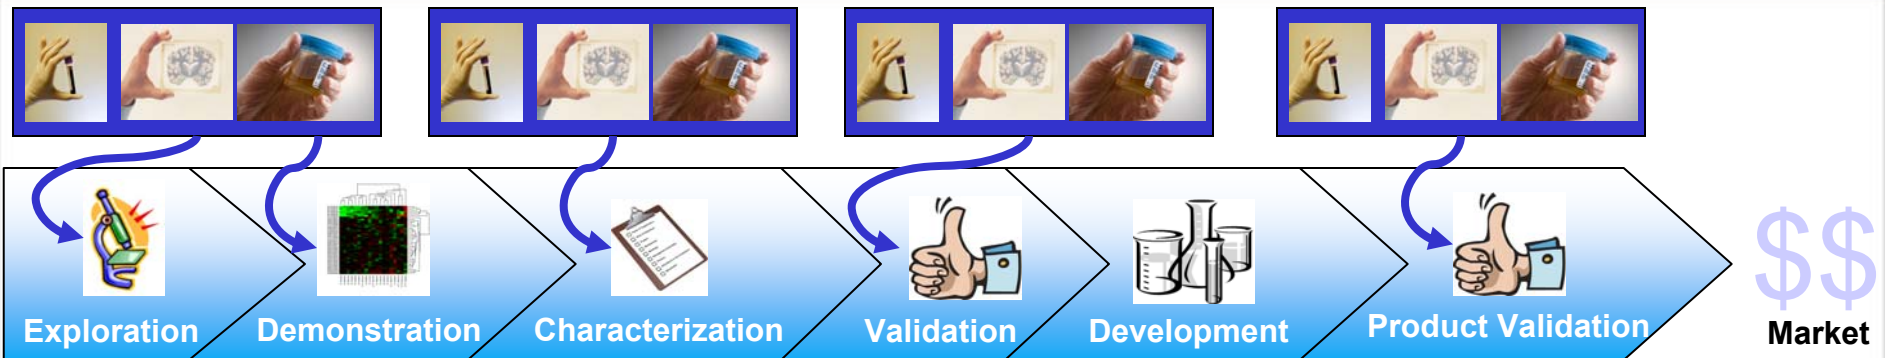 Exploration
Demonstration
Characterization
Validation
Development
Product Validation
$$
Market